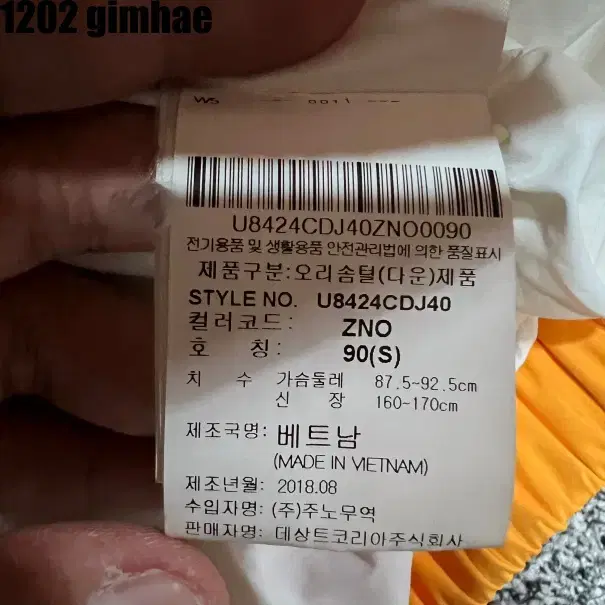 1202 gimhae
U8424CDJ40ZNO0090
전기용품 및 생활용품 안전관리법에 의한 품질표시
제품구분:오리솜털(다운)제품
STYLE NO. U8424CDJ40
컬러코드: ZNO
호 칭: 90(S)
치 수 가슴둘레 87.5~92.5cm
신 장 160~170cm
제조국명: 베트남
(MADE IN VIETNAM)
제조년월: 2018.08
수입자명: (주)주노무역
판매자명: 데상트코리아주식회사